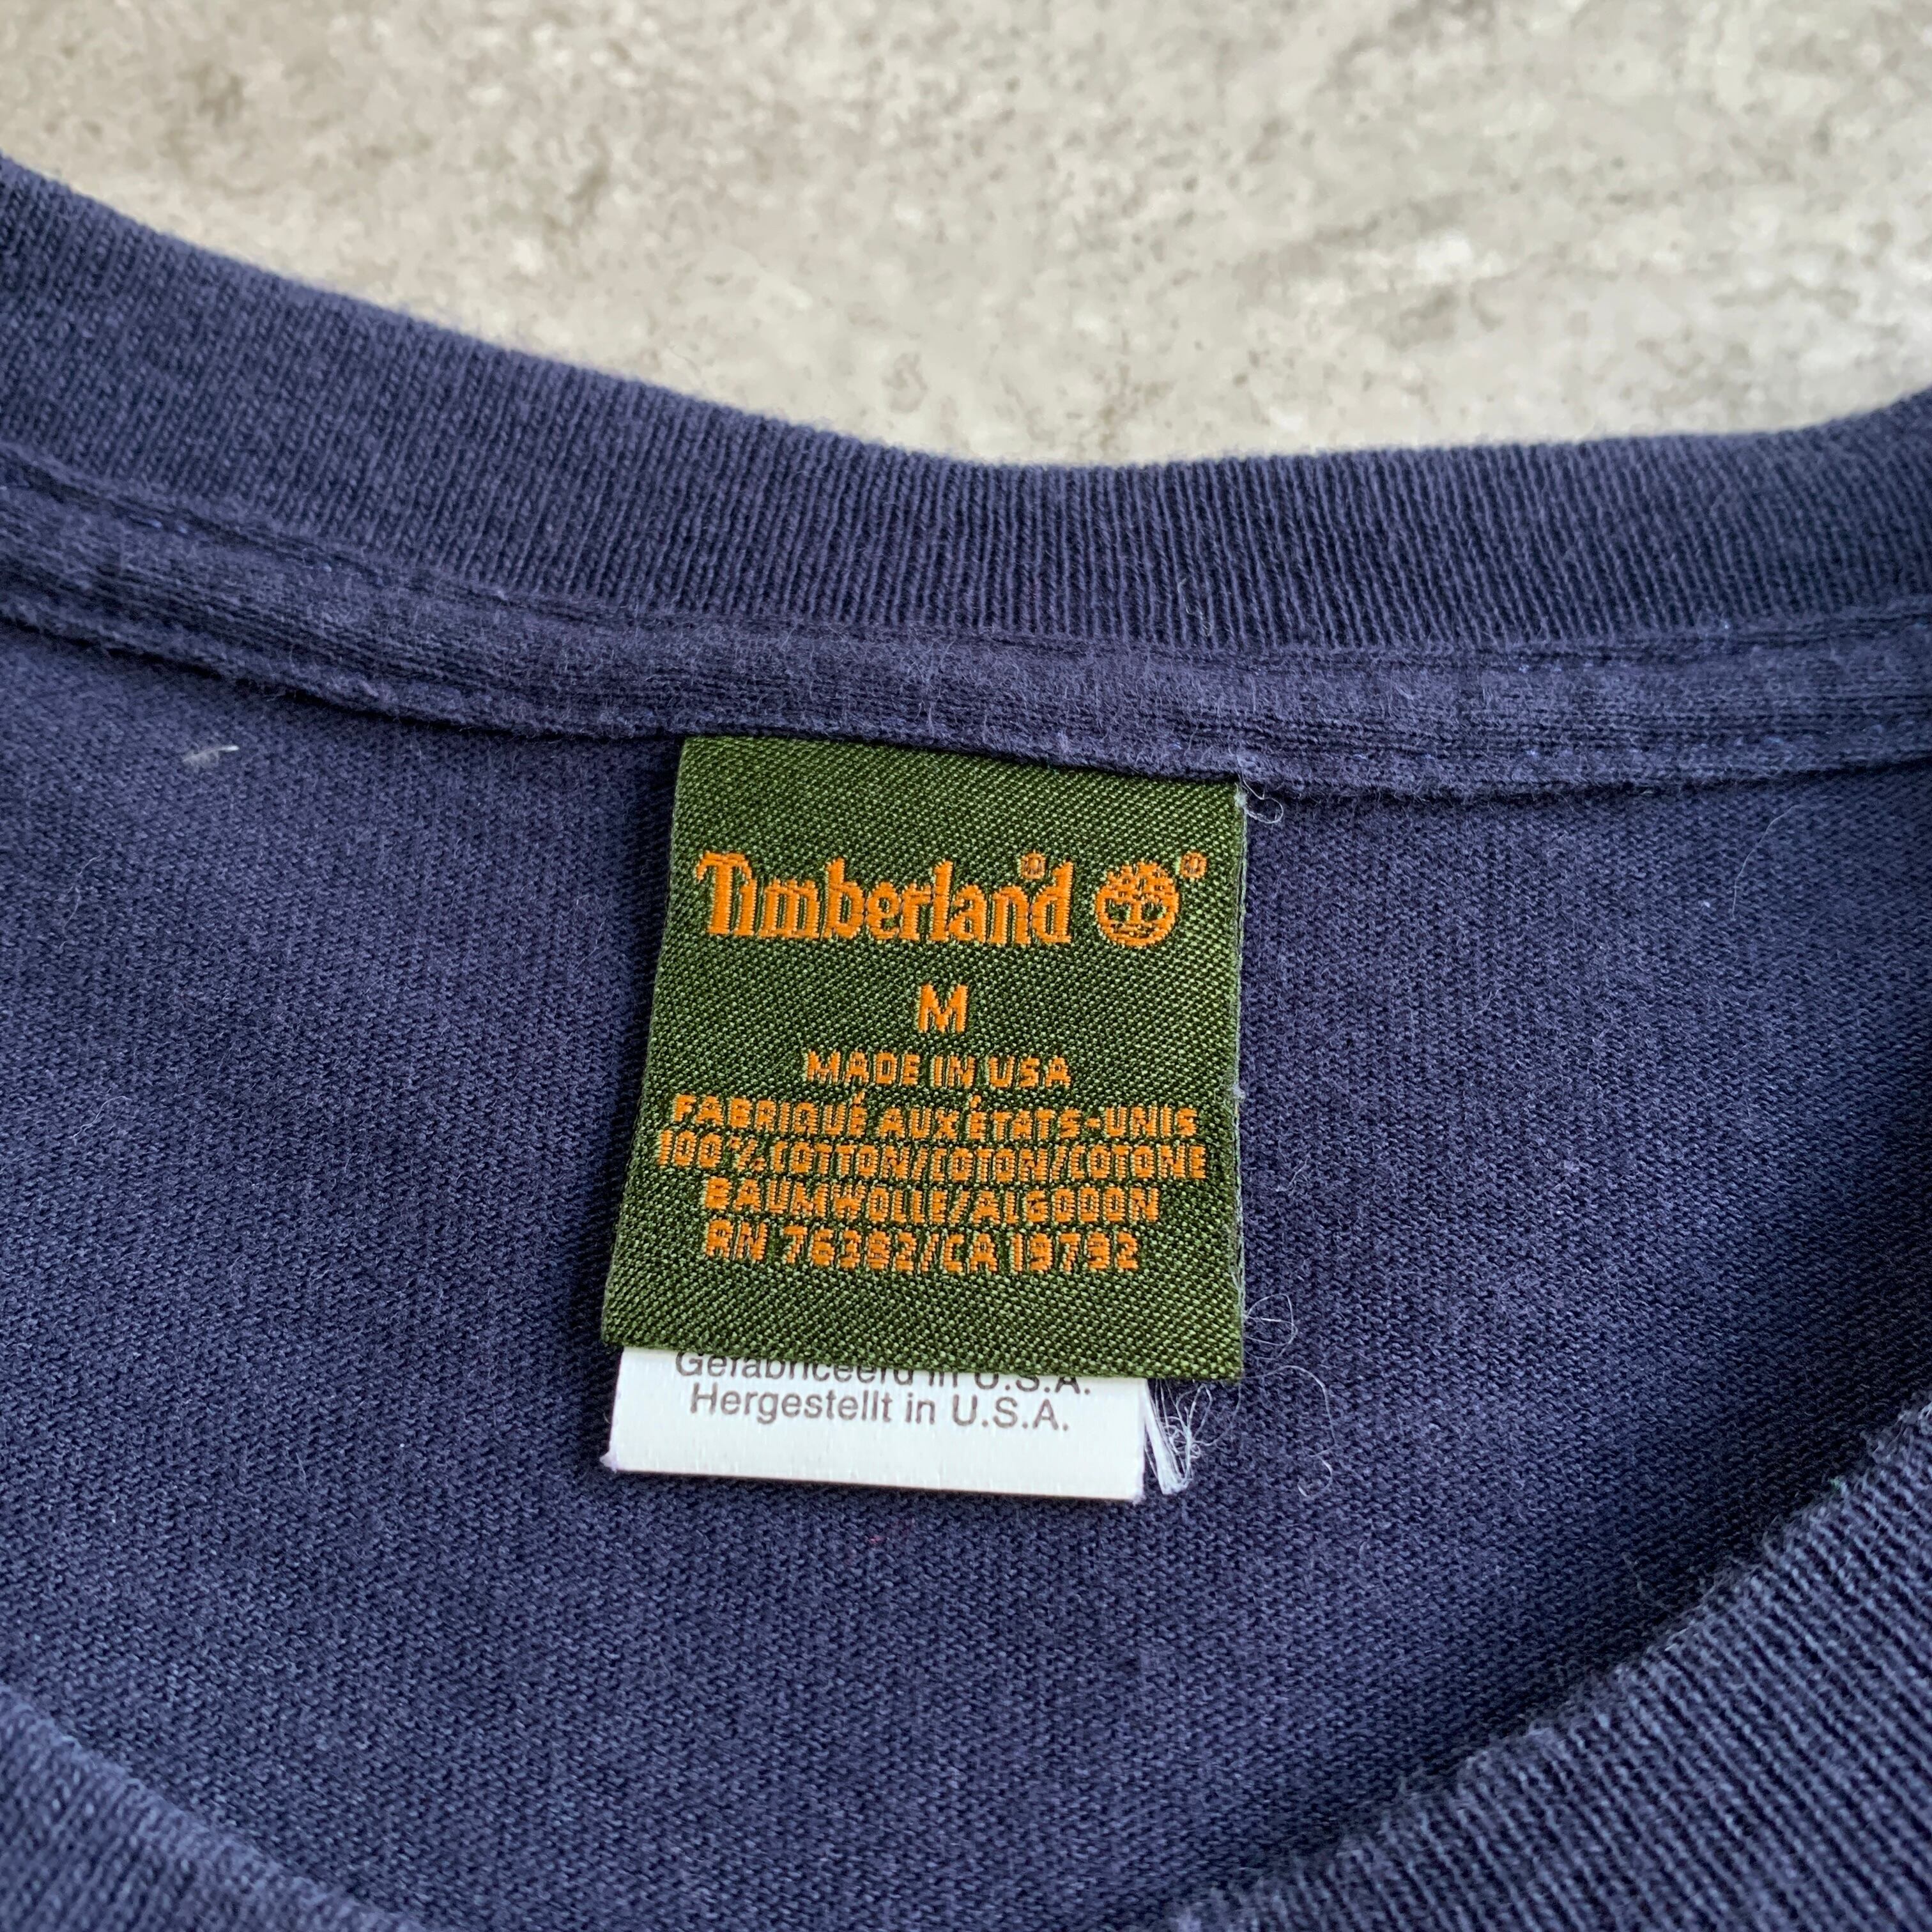 Timberland®®
M
MADE IN USA
FABRIQUÉ AUX ÉTATS-UNIS
100% COTTON/COTON/COTONE
BAUMWOLLE/ALGODON
RN 76392/CA 19792
Gefabriceerd in U.S.A.
Hergestellt in U.S.A.